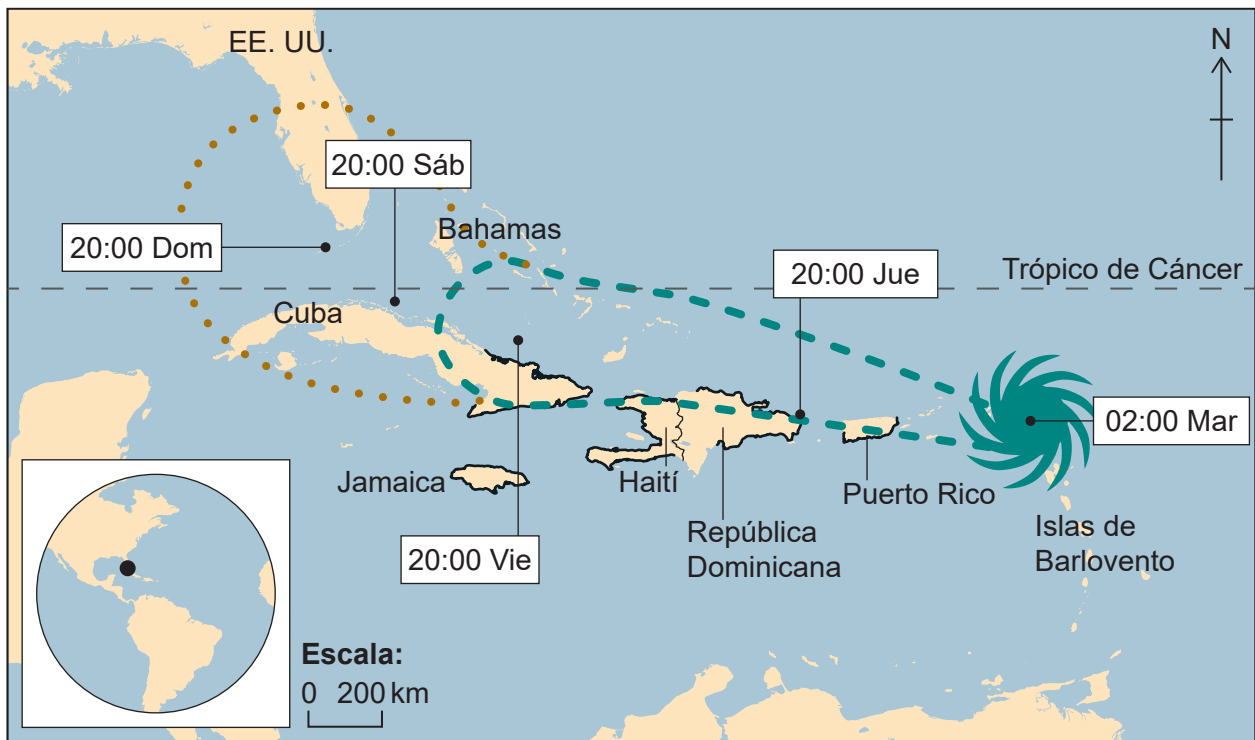 EE. UU.
N
20:00 Sáb
Bahamas
20:00 Dom
20:00 Jue
Trópico de Cáncer
Cuba
02:00 Mar
Jamaica
Haití
Puerto Rico
República
Dominicana
Islas de
Barlovento
20:00 Vie
Escala:
0 200 km